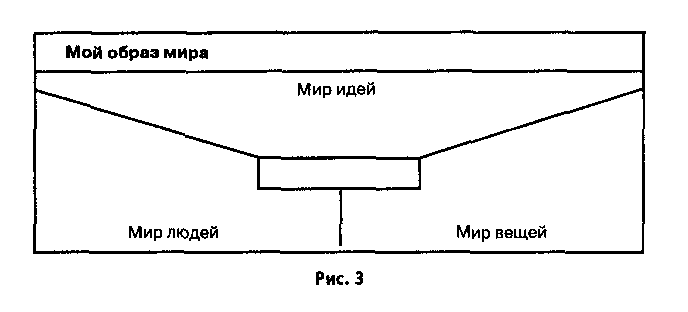 Мой образ мира
Мир идей
Мир людей
Мир вещей
Рис. 3